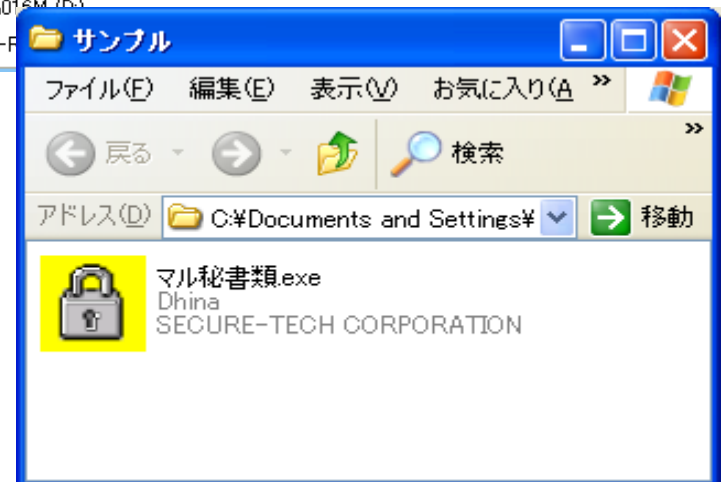 サンプル
ファイル(F) 編集(E) 表示(V) お気に入り(A »
戻る 検索 »
アドレス(D) C:¥Documents and Settings¥ 移動
マル秘書類.exe
Dhina
SECURE-TECH CORPORATION